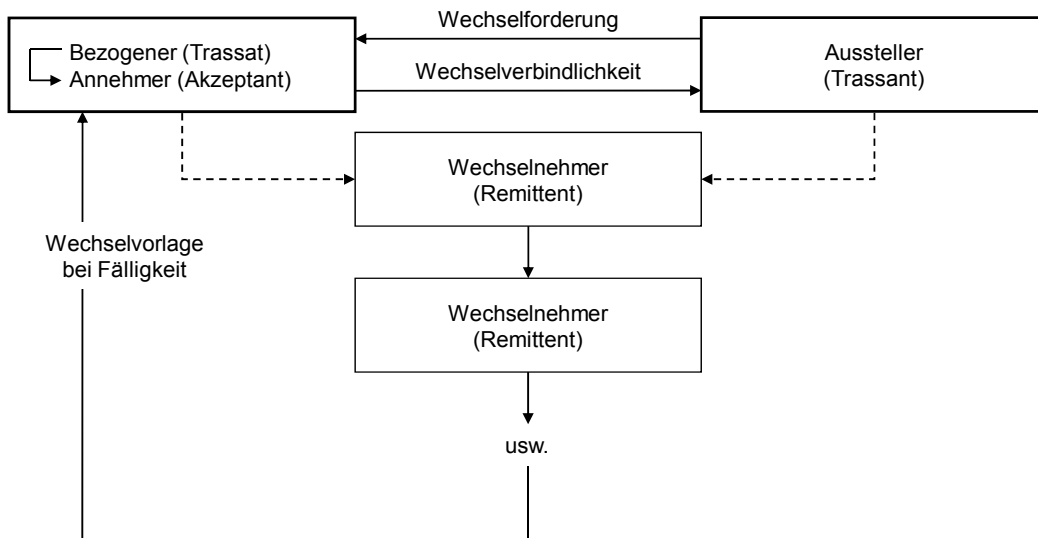 Wechselforderung
Bezogener (Trassat)
Annehmer (Akzeptant)
Wechselverbindlichkeit
Aussteller
(Trassant)
Wechselnehmer
(Remittent)
Wechselvorlage
bei Fälligkeit
Wechselnehmer
(Remittent)
usw.